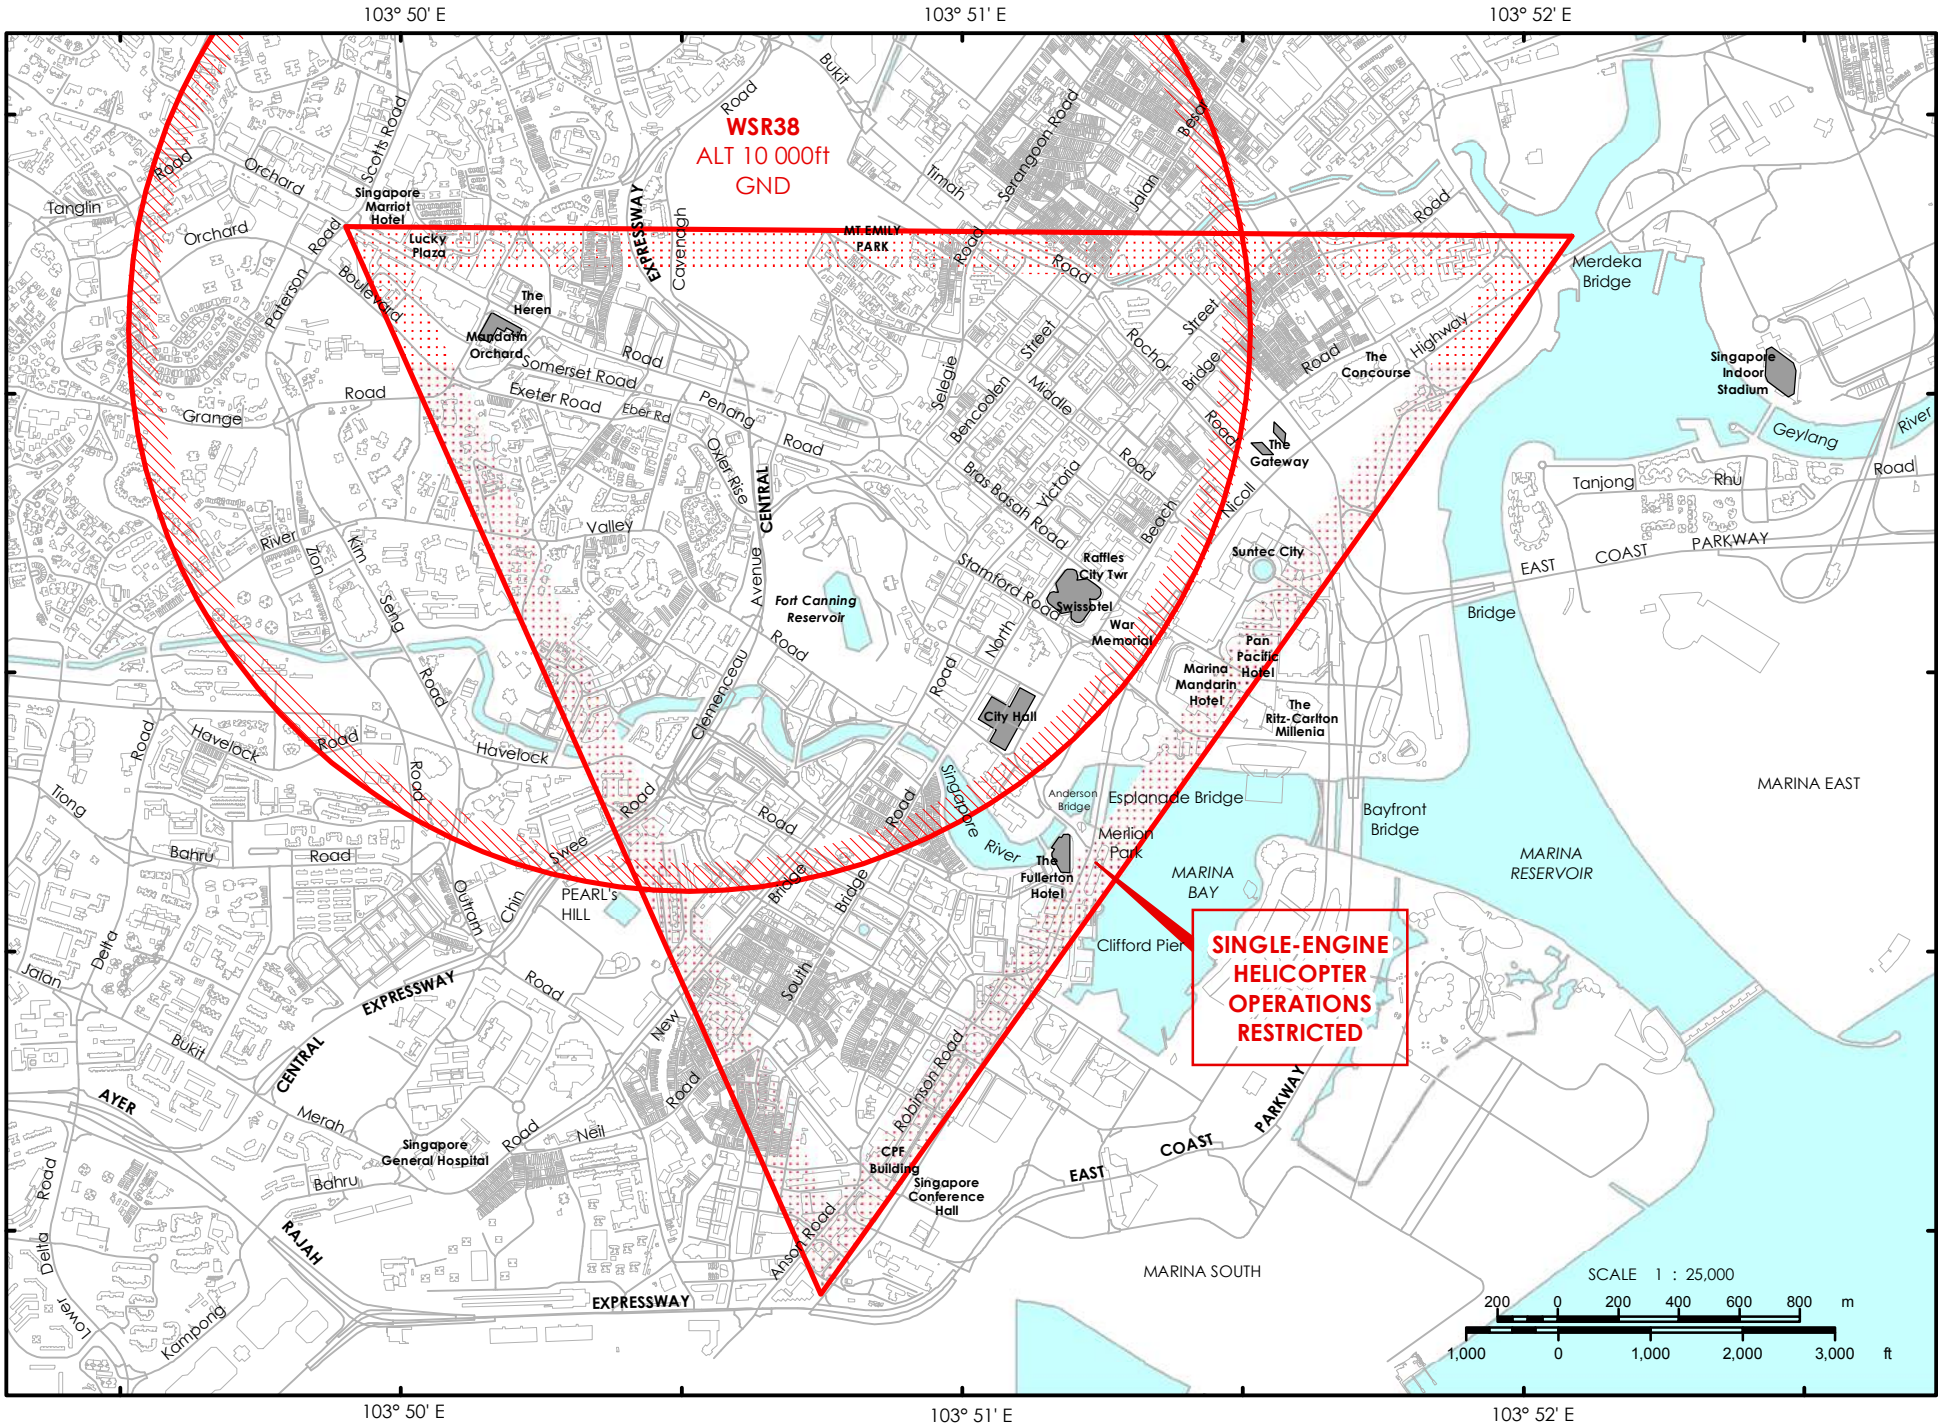 103° 50' E
103° 51' E
103° 52' E
Bukit
Road
WSR38
ALT 10 000ft
GND
Besar
Serangoon Road
Scotts Road
Road
Orchard
Timah
Jalan
Road
Tanglin
Singapore
Marriot
Hotel
EXPRESSWAY
Cavenagh
Orchard
Road
Lucky
Plaza
MT EMILY
PARK
Road
Road
Merdeka
Bridge
Paterson
Boulevard
The
Heren
Mandarin
Orchard
Somerset Road
Road
Street
Rochor
Street
Bridge
Road
The
Concourse
Highway
Singapore
Indoor
Stadium
Grange
Road
Exeter Road
Eber Rd
Penang
Road
Selegie
Bencoolen
Middle
Road
Road
The
Gateway
Geylang
River
Oxler Rise
CENTRAL
Bras Basah Road
Victoria
Beach
Nicoll
Tanjong
Rhu
Road
River
Valley
Zion
Kim
Seng
Road
Avenue
Stamford Road
Raffles
City Twr
Swissotel
Suntec City
EAST
COAST
PARKWAY
Fort Canning
Reservoir
War
Memorial
Bridge
Road
North
Road
Pan
Pacific
Hotel
Marina
Mandarin
Hotel
The
Ritz-Carlton
Millenia
Clemenceau
City Hall
Road
Havelock
Road
Havelock
Road
Tiong
Road
Road
Road
Singapore
River
Anderson
Bridge
Esplanade Bridge
Merlion
Park
Bayfront
Bridge
MARINA EAST
Bahru
Road
Swee
Chin
Outram
PEARL's
HILL
Bridge
Bridge
The
Fullerton
Hotel
MARINA
BAY
MARINA
RESERVOIR
Clifford Pier
SINGLE-ENGINE
HELICOPTER
OPERATIONS
RESTRICTED
Delta
Jalan
EXPRESSWAY
Road
South
New
Bukit
CENTRAL
Road
Robinson Road
AYER
Merah
Road
Neil
Singapore
General Hospital
Bahru
CPF
Building
Singapore
Conference
Hall
EAST
COAST
PARKWAY
Delta Road
RAJAH
Anson Road
MARINA SOUTH
EXPRESSWAY
Lower
Kampong
SCALE 1 : 25,000
200 0 200 400 600 800 m
1,000 0 1,000 2,000 3,000 ft
103° 50' E
103° 51' E
103° 52' E